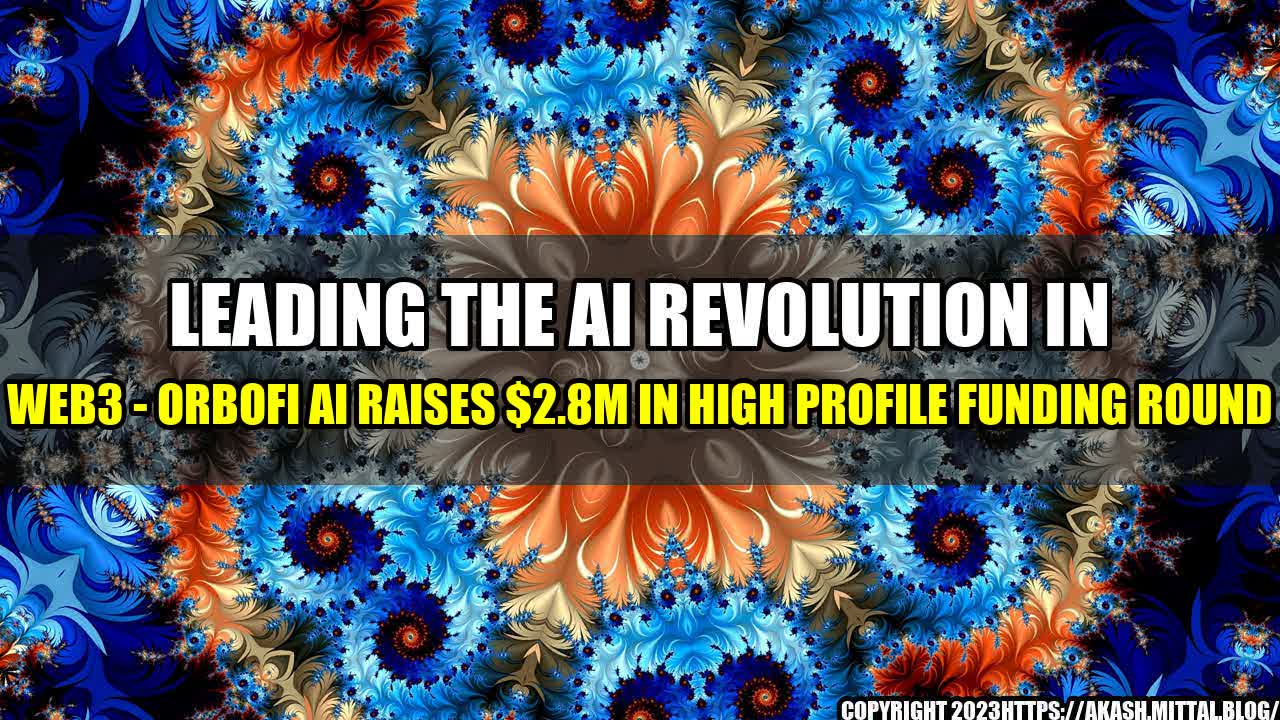 LEADING THE AI REVOLUTION IN
WEB3 - ORBOFI AI RAISES $2.8M IN HIGH PROFILE FUNDING ROUND
COPYRIGHT 2023HTTPS://AKASH.MITTAL.BLOG/